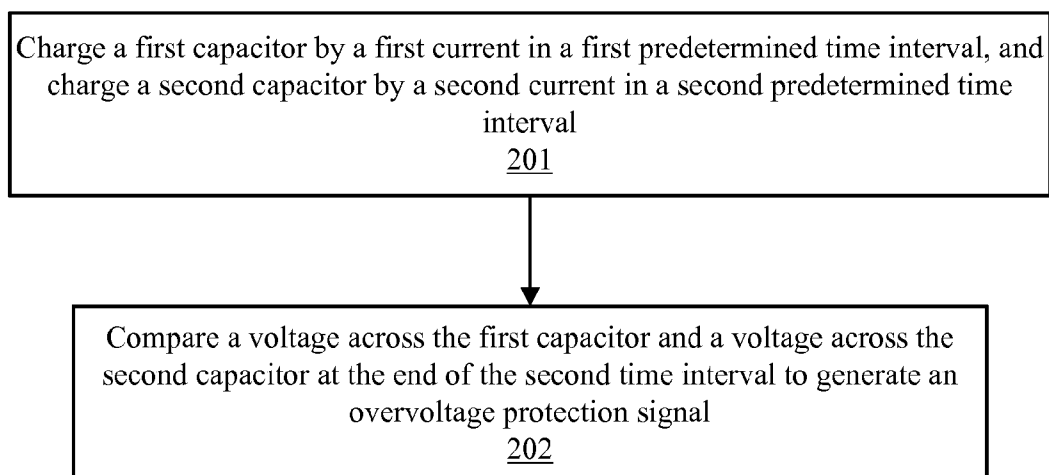 Charge a first capacitor by a first current in a first predetermined time interval, and
charge a second capacitor by a second current in a second predetermined time
interval
201
Compare a voltage across the first capacitor and a voltage across the
second capacitor at the end of the second time interval to generate an
overvoltage protection signal
202